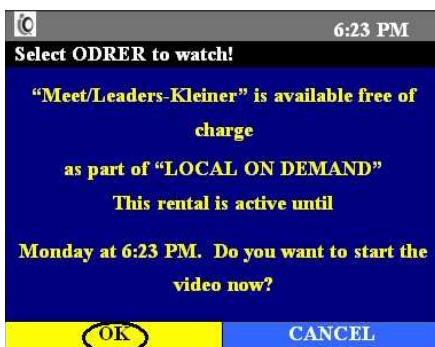 iO 6:23 PM
Select ODRER to watch!
“Meet/Leaders-Kleiner” is available free of
charge
as part of “LOCAL ON DEMAND”
This rental is active until
Monday at 6:23 PM. Do you want to start the
video now?
OK CANCEL